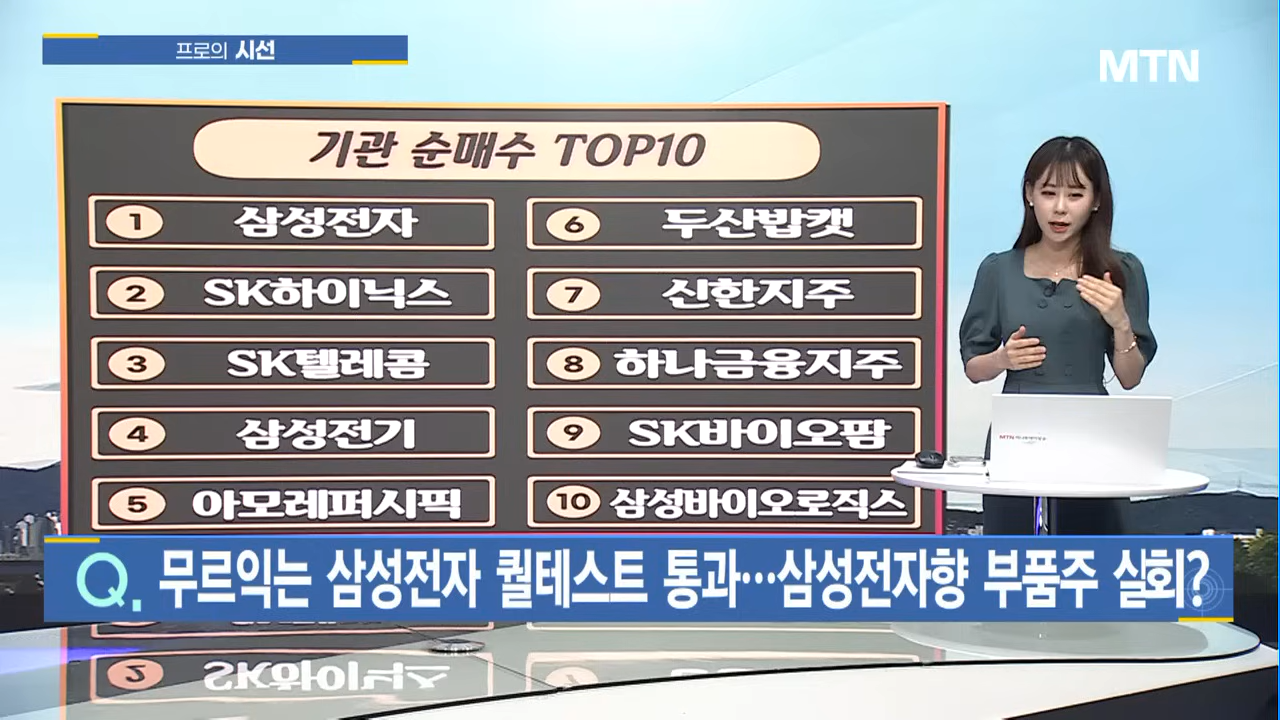 프로의 시선
MTN
기관 순매수 TOP10
1 삼성전자
2 SK하이닉스
3 SK텔레콤
4 삼성전기
5 아모레퍼시픽
6 두산밥캣
7 신한지주
8 하나금융지주
9 SK바이오팜
10 삼성바이오로직스
Q. 무르익는 삼성전자 퀄테스트 통과…삼성전자향 부품주 실회?